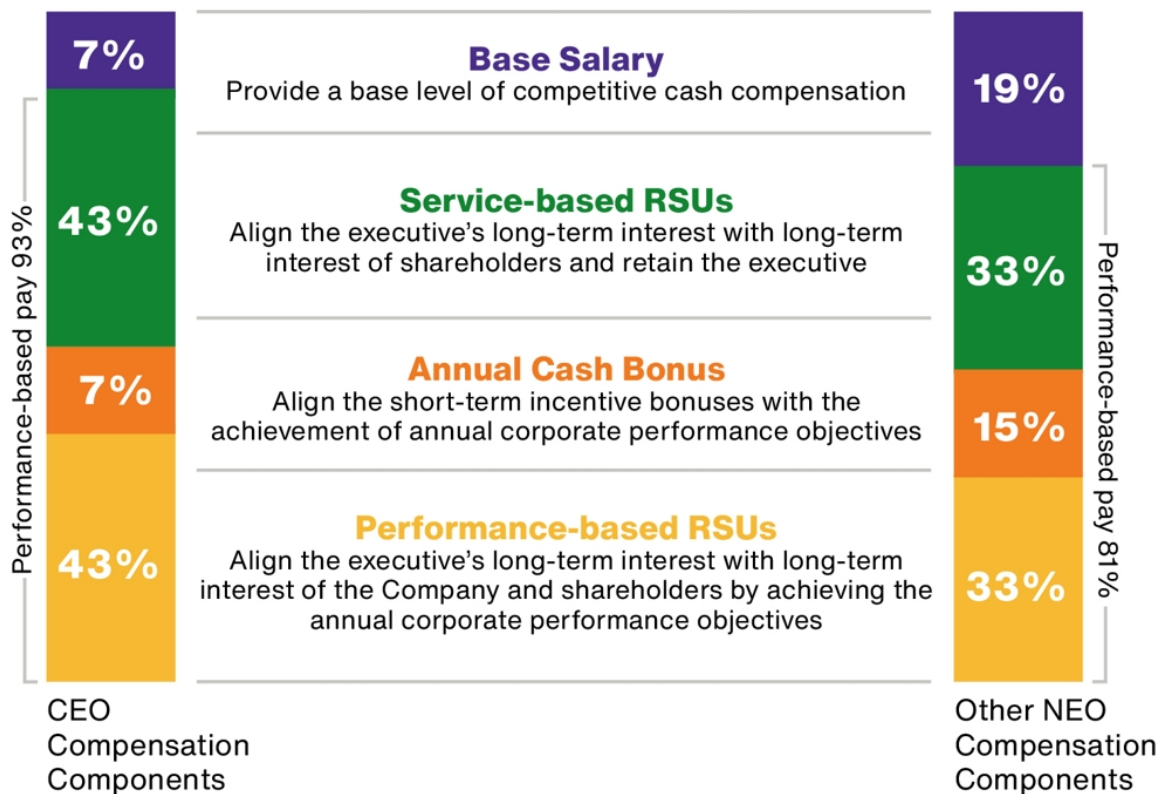 7%
Base Salary
Provide a base level of competitive cash compensation
19%
Performance-based pay 93%
43%
Service-based RSUs
Align the executive’s long-term interest with long-term
interest of shareholders and retain the executive
33%
Performance-based pay 81%
7%
Annual Cash Bonus
Align the short-term incentive bonuses with the
achievement of annual corporate performance objectives
15%
43%
Performance-based RSUs
Align the executive’s long-term interest with long-term
interest of the Company and shareholders by achieving the
annual corporate performance objectives
33%
CEO
Compensation
Components
Other NEO
Compensation
Components